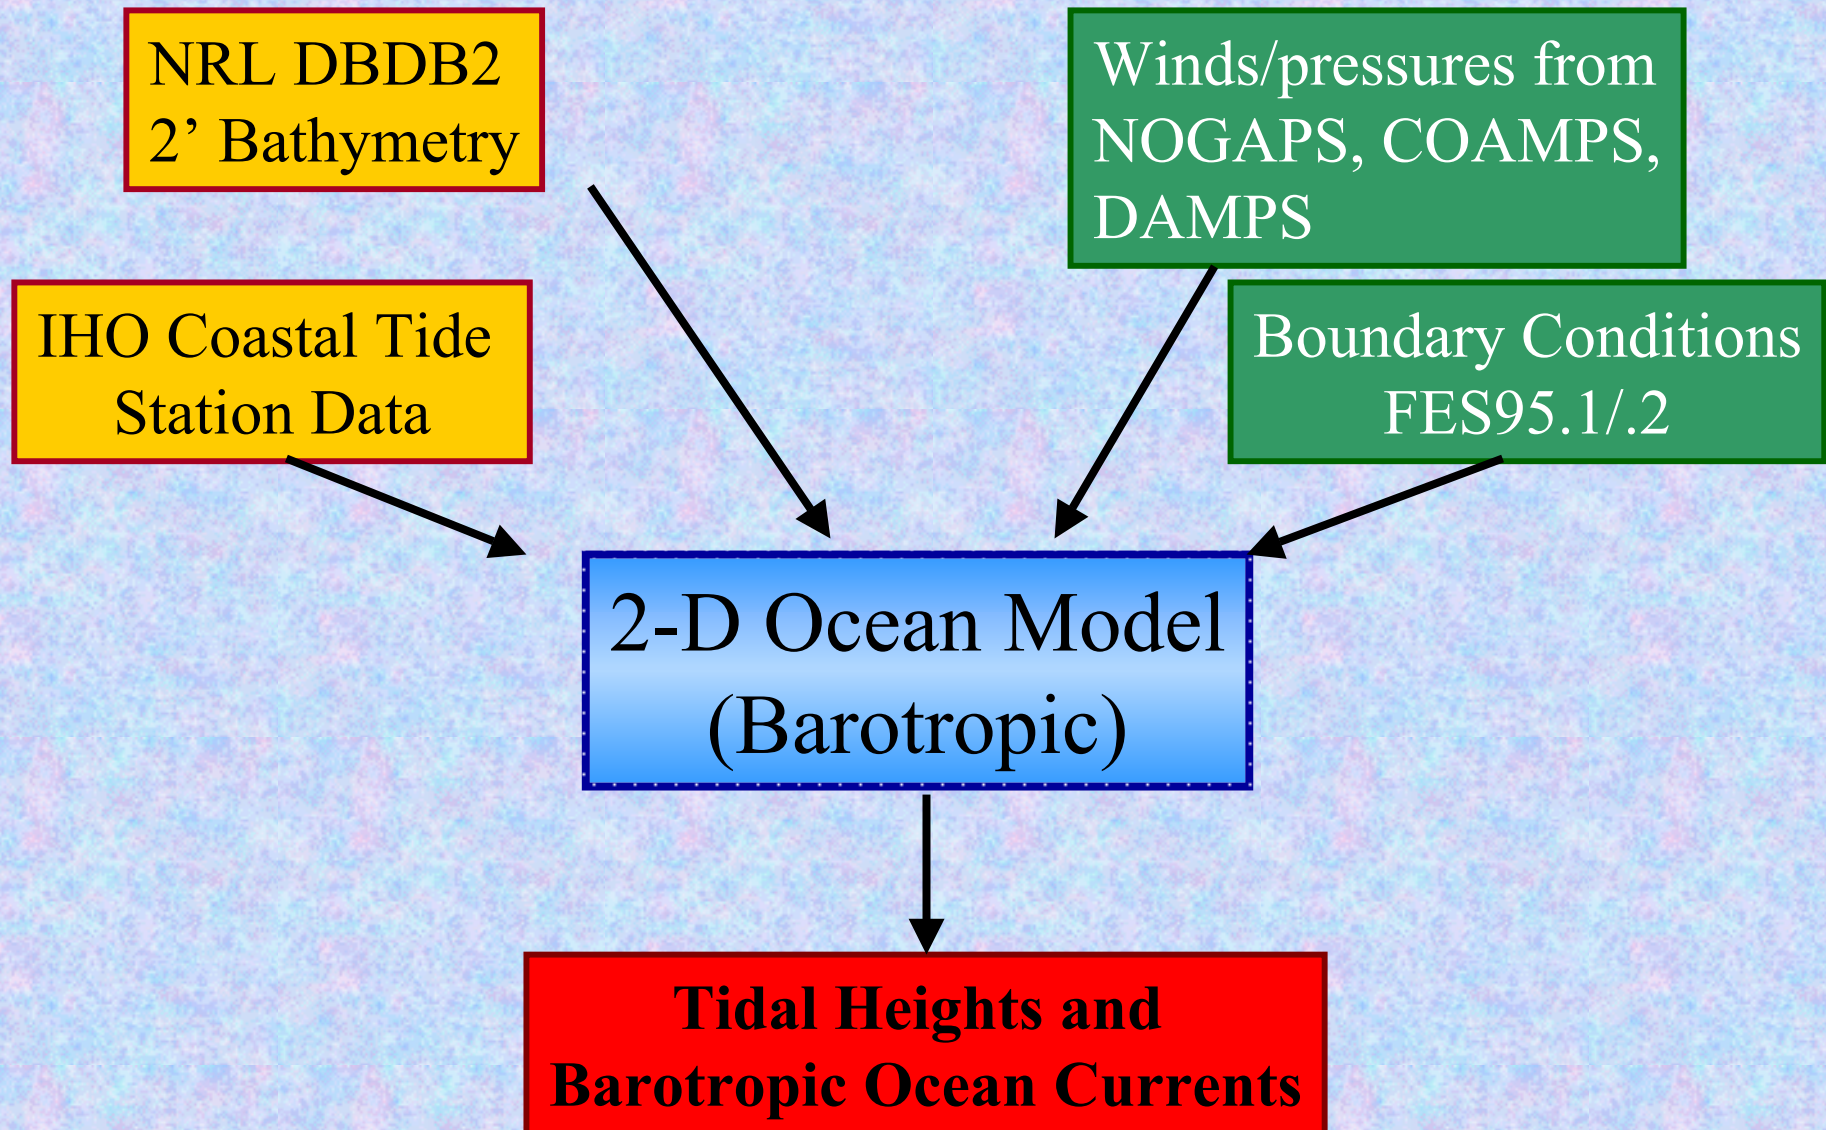 NRL DBDB2
2’ Bathymetry
Winds/pressures from
NOGAPS, COAMPS,
DAMPS
IHO Coastal Tide
Station Data
Boundary Conditions
FES95.1/.2
2-D Ocean Model
(Barotropic)
Tidal Heights and
Barotropic Ocean Currents